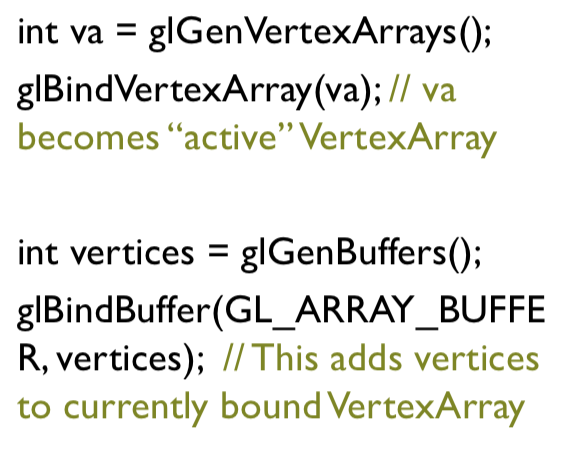 int va = glGenVertexArrays();
glBindVertexArray(va); // va
becomes “active” VertexArray
int vertices = glGenBuffers();
glBindBuffer(GL_ARRAY_BUFFE
R, vertices); // This adds vertices
to currently bound VertexArray